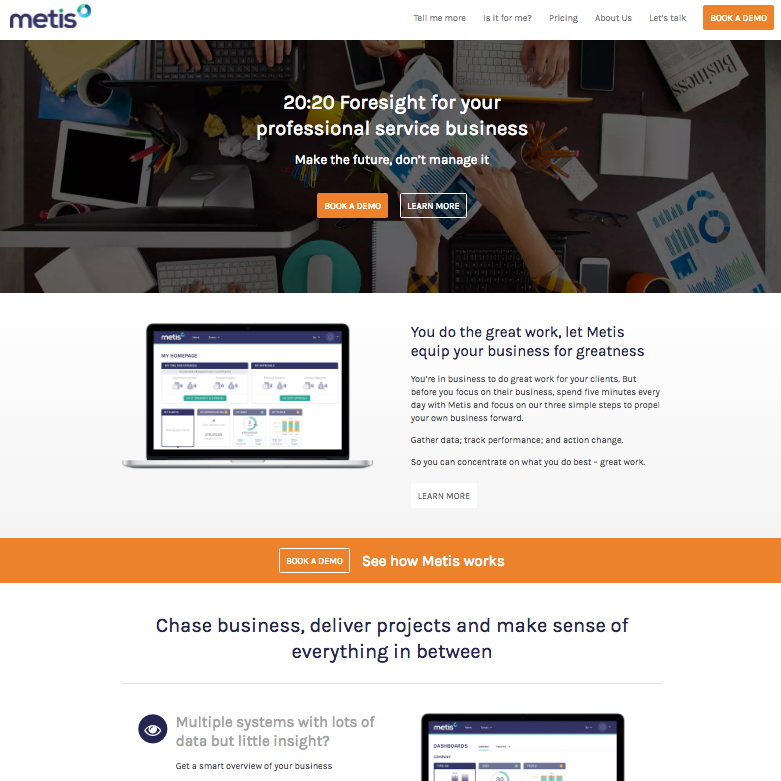 metis
Tell me more
Is it for me?
Pricing
About Us
Let's talk
BOOK A DEMO
Business
20:20 Foresight for your
professional service business
Make the future, don't manage it
BOOK A DEMO
LEARN MORE
metis
MY HOMEPAGE
You do the great work, let Metis
equip your business for greatness
You're in business to do great work for your clients. But
before you focus on their business, spend five minutes every
day with Metis and focus on our three simple steps to propel
your own business forward.
Gather data; track performance; and action change.
So you can concentrate on what you do best – great work.
LEARN MORE
BOOK A DEMO
See how Metis works
Chase business, deliver projects and make sense of
everything in between
Multiple systems with lots of
data but little insight?
Get a smart overview of your business
metis
DASHBOARDS